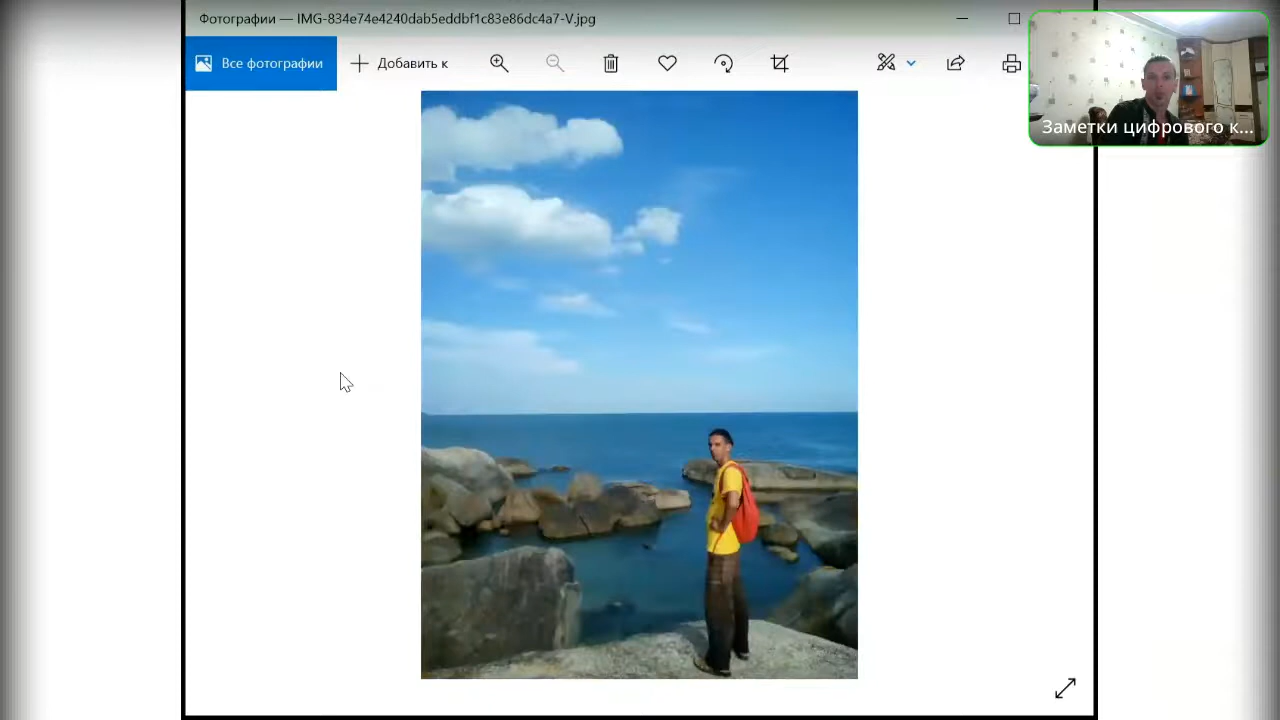 Фотографии — IMG-834e74e4240dab5eddbf1c83e86dc4a7-V.jpg
Все фотографии
Добавить к
Заметки цифрового к...